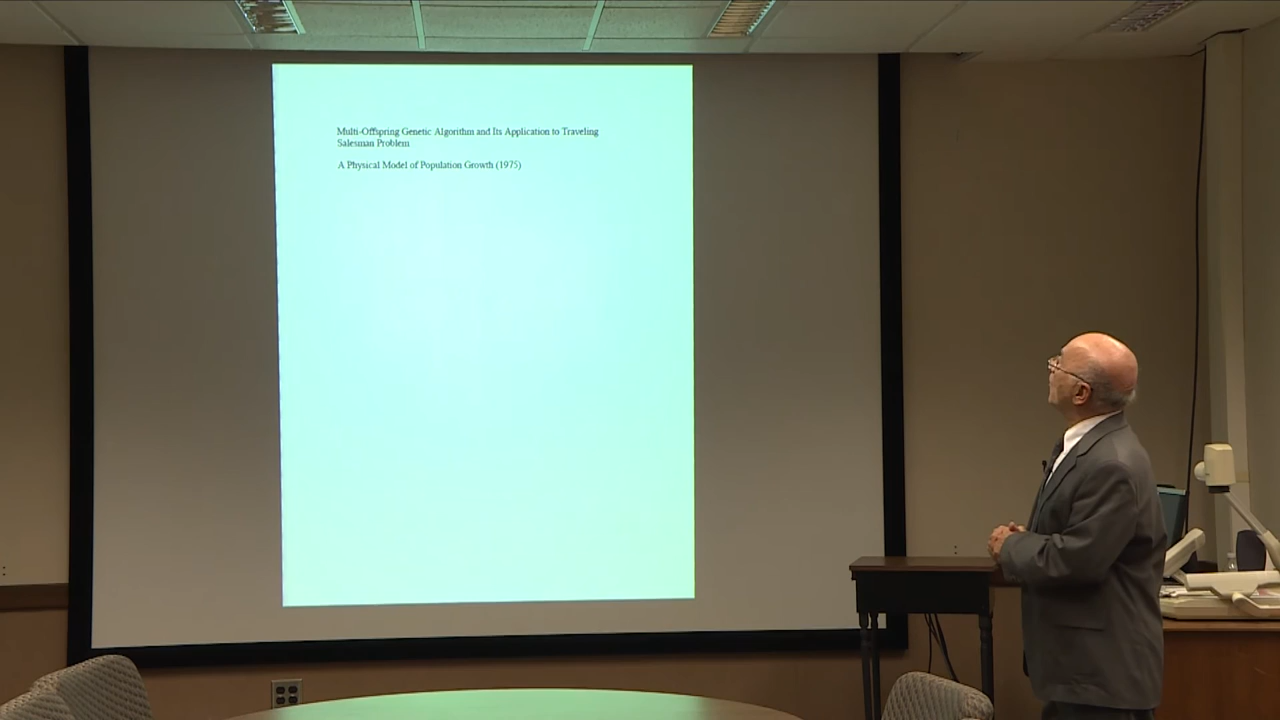 Multi-Offspring Genetic Algorithm and Its Application to Traveling
Salesman Problem
A Physical Model of Population Growth (1975)